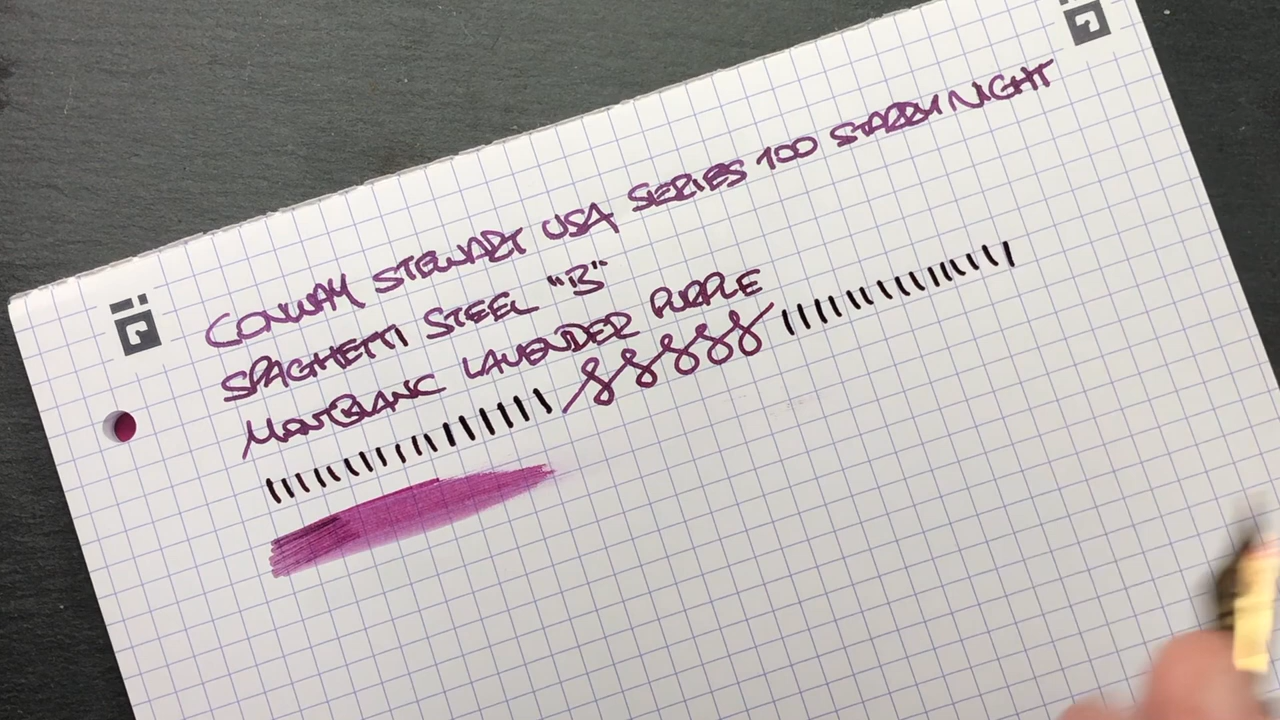 CONWAY STEWART USA SERIES 100 STARRY NIGHT
SPAGHETTI STEEL "B"
MONTBLANC LAVENDER PURPLE